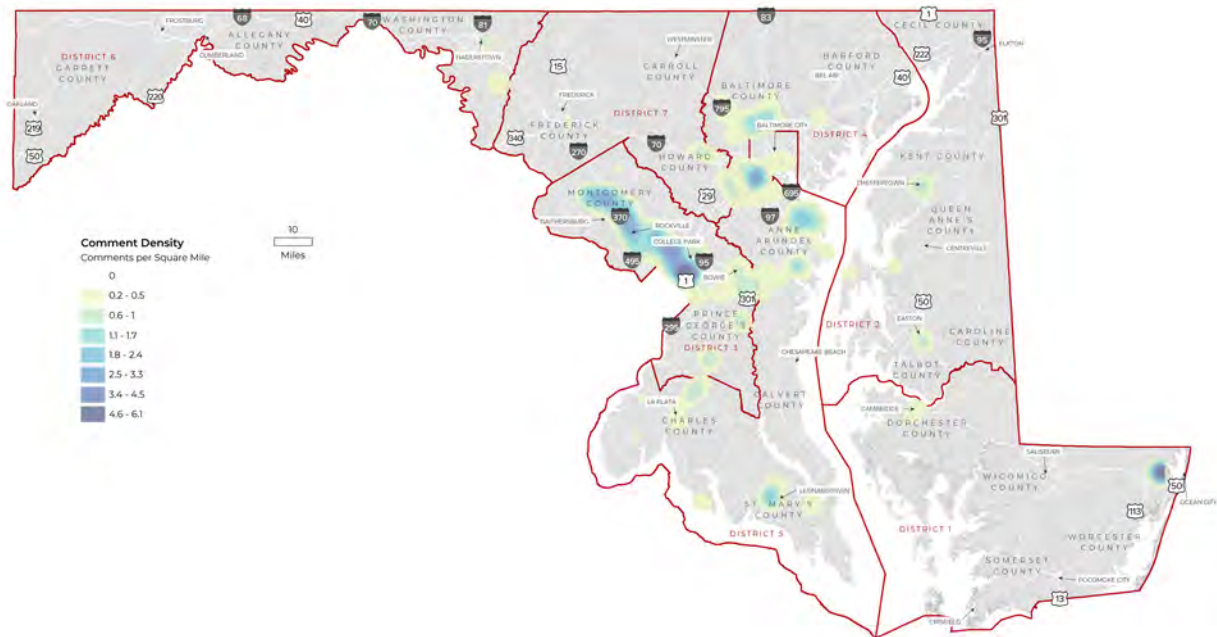 FROSTBURG
68
40
ALLEGANY
COUNTY
CUMBERLAND
DISTRICT 6
GARRETT
COUNTY
OAKLAND
219
50
220
70
WASHINGTON
COUNTY
81
HAGERSTOWN
15
FREDERICK
FREDERICK
COUNTY
340
270
WESTMINSTER
CARROLL
COUNTY
DISTRICT 7
70
83
BALTIMORE
COUNTY
795
BALTIMORE CITY
HARFORD
COUNTY
BEL AIR
DISTRICT 4
1
CECIL COUNTY
95
222
40
ELKTON
301
KENT COUNTY
CHESTERTOWN
QUEEN
ANNE'S
COUNTY
CENTREVILLE
HOWARD
COUNTY
29
695
97
ANNE
ARUNDEL
COUNTY
MONTGOMERY
COUNTY
GAITHERSBURG
370
ROCKVILLE
COLLEGE PARK
495
95
BOWIE
1
301
295
PRINCE
GEORGE'S
COUNTY
DISTRICT 3
DISTRICT 2
50
EASTON
CAROLINE
COUNTY
TALBOT
COUNTY
CHESAPEAKE BEACH
CALVERT
COUNTY
LA PLATA
CHARLES
COUNTY
CAMBRIDGE
DORCHESTER
COUNTY
SALISBURY
WICOMICO
COUNTY
50
OCEAN CITY
113
WORCESTER
COUNTY
LEONARDTOWN
ST. MARY'S
COUNTY
DISTRICT 5
DISTRICT 1
SOMERSET
COUNTY
POCOMOKE CITY
13
CRISFIELD
Comment Density
Comments per Square Mile
0
0.2 - 0.5
0.6 - 1
1.1 - 1.7
1.8 - 2.4
2.5 - 3.3
3.4 - 4.5
4.6 - 6.1
10
Miles